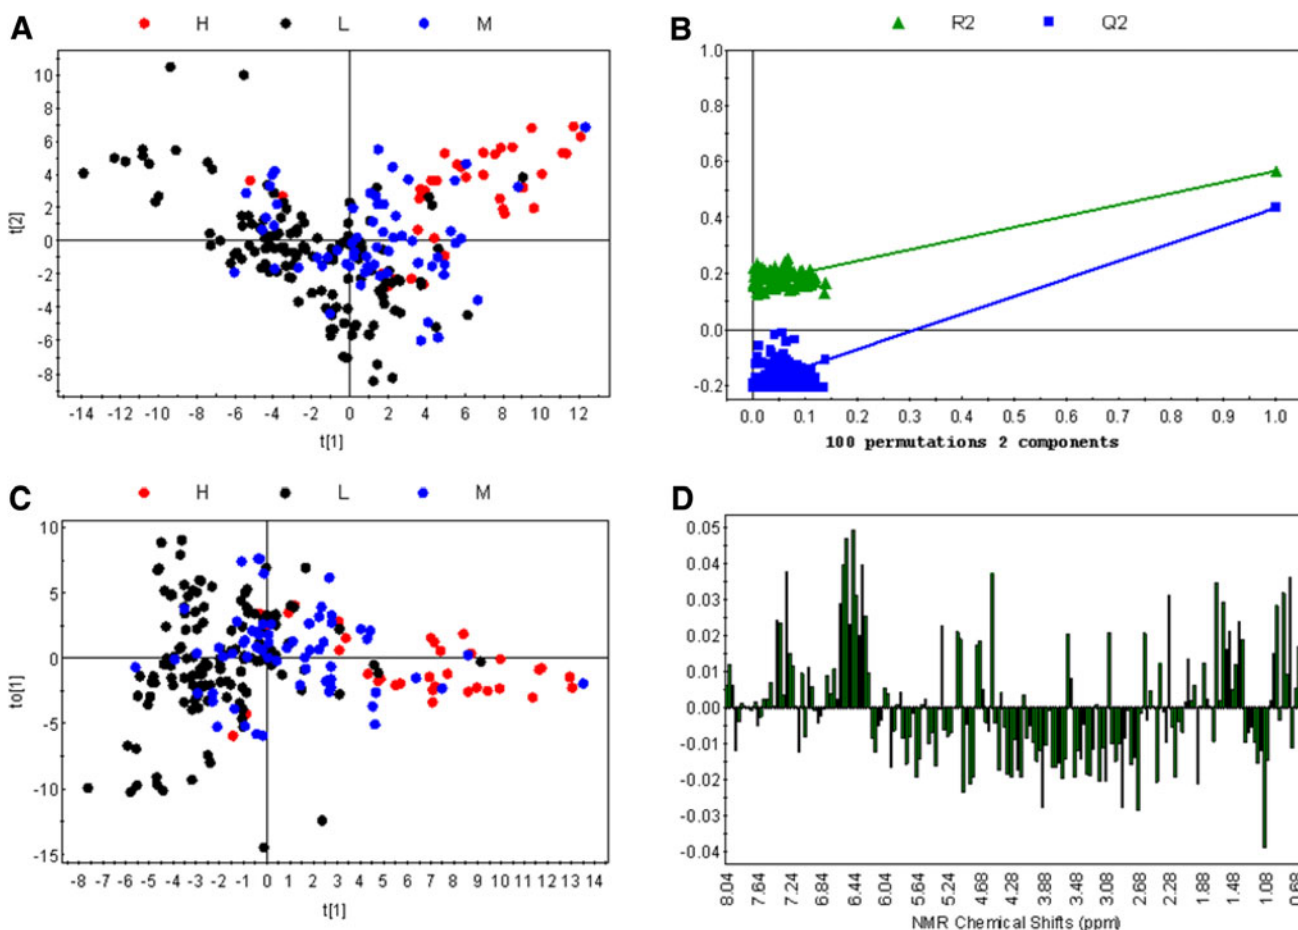 A
H L M
10
8
6
4
2
0
-2
-4
-6
-8
t[2]
-14 -12 -10 -8 -6 -4 -2 0 2 4 6 8 10 12
t[1]
B
R2 Q2
1.0
0.8
0.6
0.4
0.2
0.0
-0.2
0.0 0.1 0.2 0.3 0.4 0.5 0.6 0.7 0.8 0.9 1.0
100 permutations 2 components
C
H L M
10
5
0
-5
-10
-15
to[1]
-8 -7 -6 -5 -4 -3 -2 -1 0 1 2 3 4 5 6 7 8 9 10 11 12 13 14
t[1]
D
0.05
0.04
0.03
0.02
0.01
0.00
-0.01
-0.02
-0.03
-0.04
8.04 7.64 7.24 6.84 6.44 6.04 5.64 5.24 4.68 4.28 3.88 3.48 3.08 2.68 2.28 1.88 1.48 1.08 0.68
NMR Chemical Shifts (ppm)